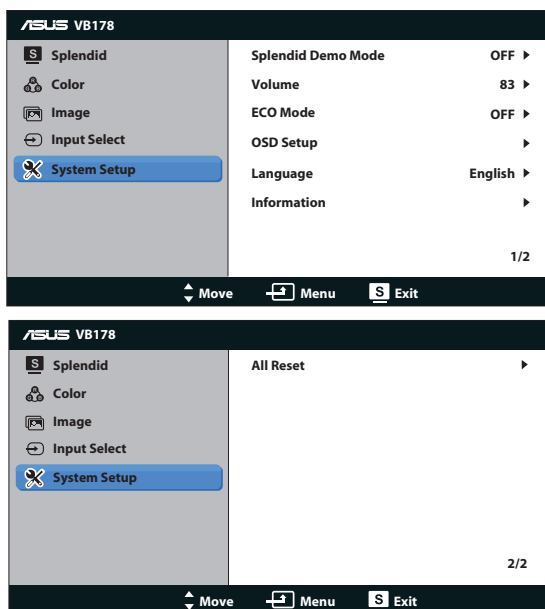 ASUS VB178
S Splendid
Color
Image
Input Select
System Setup
Splendid Demo Mode OFF
Volume 83
ECO Mode OFF
OSD Setup
Language English
Information
1/2
Move Menu S Exit
ASUS VB178
S Splendid
Color
Image
Input Select
System Setup
All Reset
2/2
Move Menu S Exit